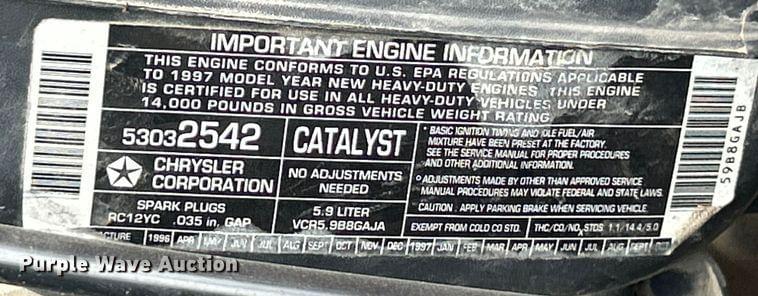 IMPORTANT ENGINE INFORMATION
THIS ENGINE CONFORMS TO U.S. EPA REGULATIONS APPLICABLE
TO 1997 MODEL YEAR NEW HEAVY-DUTY ENGINES THIS ENGINE
IS CERTIFIED FOR USE IN ALL HEAVY-DUTY VEHICLES UNDER
14,000 POUNDS IN GROSS VEHICLE WEIGHT RATING
53032542
CHRYSLER
CORPORATION
SPARK PLUGS
RC12YC .035 in. GAP
CATALYST
NO ADJUSTMENTS
NEEDED
5.9 LITER
VCR5.9B8GAJA
* BASIC IGNITION TIMING AND IDLE FUEL/AIR
MIXTURE HAVE BEEN PRESET AT THE FACTORY.
SEE THE SERVICE MANUAL FOR PROPER PROCEDURES
AND OTHER ADDITIONAL INFORMATION.
ADJUSTMENTS MADE BY OTHER THAN APPROVED SERVICE
MANUAL PROCEDURES MAY VIOLATE FEDERAL AND STATE LAWS.
CAUTION : APPLY PARKING BRAKE WHEN SERVICING VEHICLE.
EXEMPT FROM COLD CO STD. THC/CO/NOx STDS 1.1/14.4/5.0
ACTURE 1996 APR MAY JUN JUL AUG SEPT OCT NOV DEC 1997 JAN FEB MAR APR MAY JUN JUL AUG SEPT
59B8GAJB
Purple Wave Auction